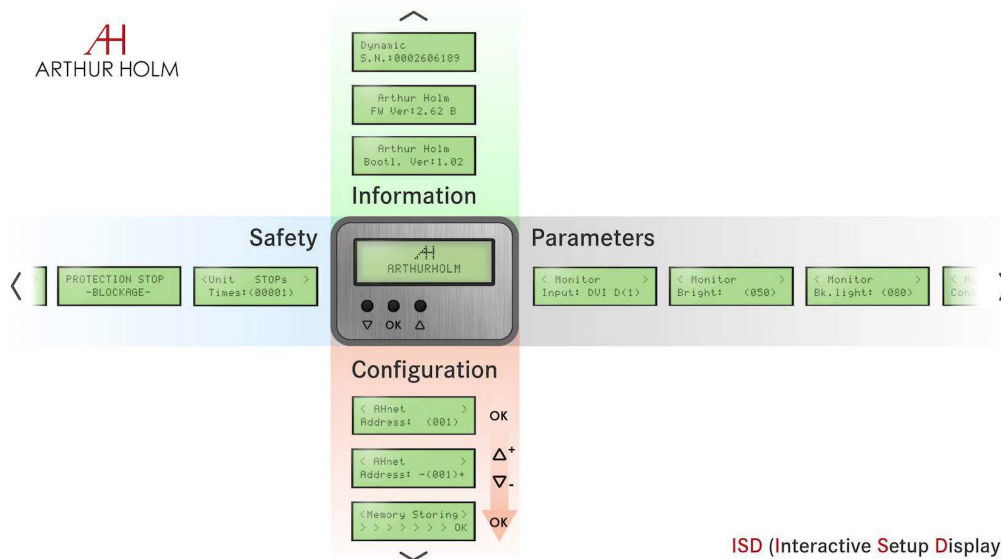 AH
ARTHUR HOLM
Dynamic
S.N.:0002606189
Arthur Holm
FW Ver:2.62 B
Arthur Holm
Bootl. Ver:1.02
Information
Safety
PROTECTION STOP
-BLOCKAGE-
<Unit STOPs >
Times:(00001)
AH
ARTHURHOLM
▽ OK △
Parameters
< Monitor >
Input: DVI D(1)
< Monitor >
Bright: (050)
< Monitor >
Bk.light: (080)
Configuration
< AHnet >
Address: (001)
OK
< AHnet >
Address: -(001)+
△+
▽-
<Memory Storing>
> > > > > > > OK
OK
ISD (Interactive Setup Display